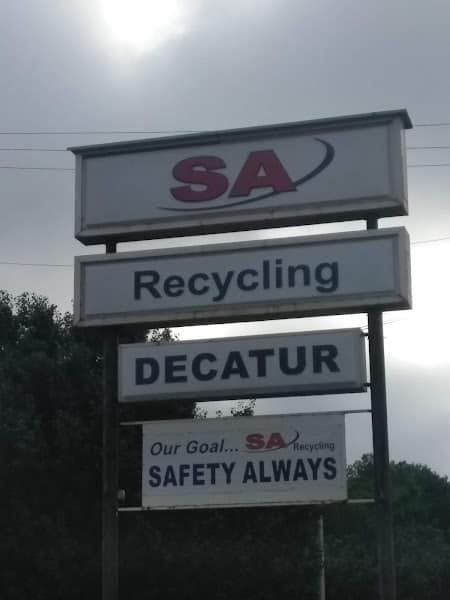 SA
Recycling
DECATUR
Our Goal... SA Recycling
SAFETY ALWAYS